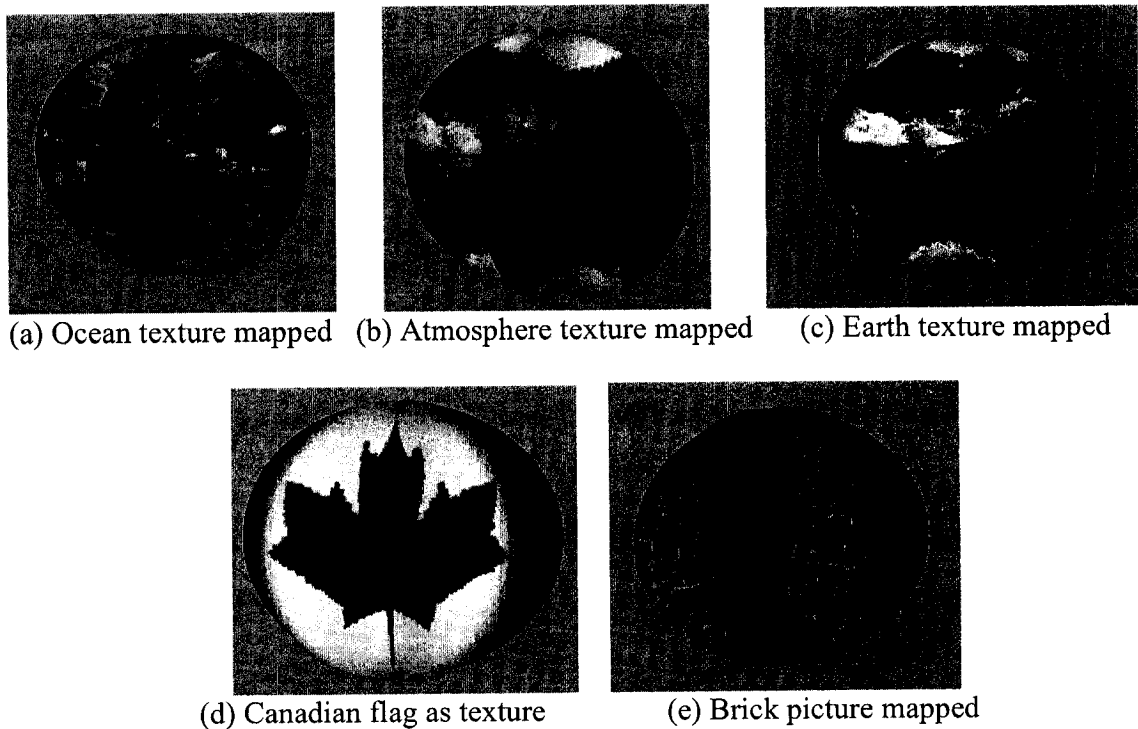 (a) Ocean texture mapped
(b) Atmosphere texture mapped
(c) Earth texture mapped
(d) Canadian flag as texture
(e) Brick picture mapped